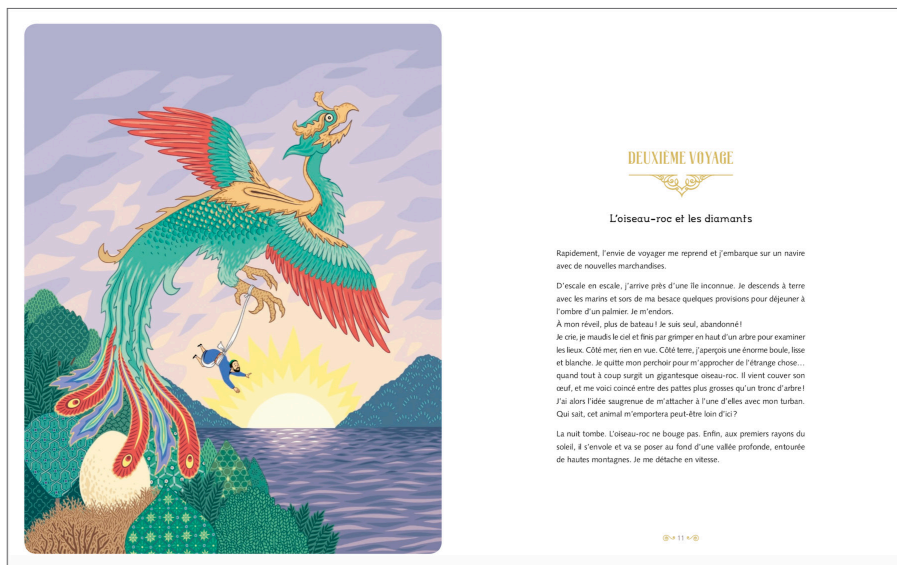 DEUXIÈME VOYAGE
L'oiseau-roc et les diamants
Rapidement, l'envie de voyager me reprend et j'embarque sur un navire
avec de nouvelles marchandises.
D'escale en escale, j'arrive près d'une île inconnue. Je descends à terre
avec les marins et sors de ma besace quelques provisions pour déjeuner à
l'ombre d'un palmier. Je m'endors.
À mon réveil, plus de bateau ! Je suis seul, abandonné !
Je crie, je maudis le ciel et finis par grimper en haut d'un arbre pour examiner
les lieux. Côté mer, rien en vue. Côté terre, j'aperçois une énorme boule, lisse
et blanche. Je quitte mon perchoir pour m'approcher de l'étrange chose…
quand tout à coup surgit un gigantesque oiseau-roc. Il vient couver son
œuf, et me voici coincé entre des pattes plus grosses qu'un tronc d'arbre !
J'ai alors l'idée saugrenue de m'attacher à l'une d'elles avec mon turban.
Qui sait, cet animal m'emportera peut-être loin d'ici ?
La nuit tombe. L'oiseau-roc ne bouge pas. Enfin, aux premiers rayons du
soleil, il s'envole et va se poser au fond d'une vallée profonde, entourée
de hautes montagnes. Je me détache en vitesse.
11